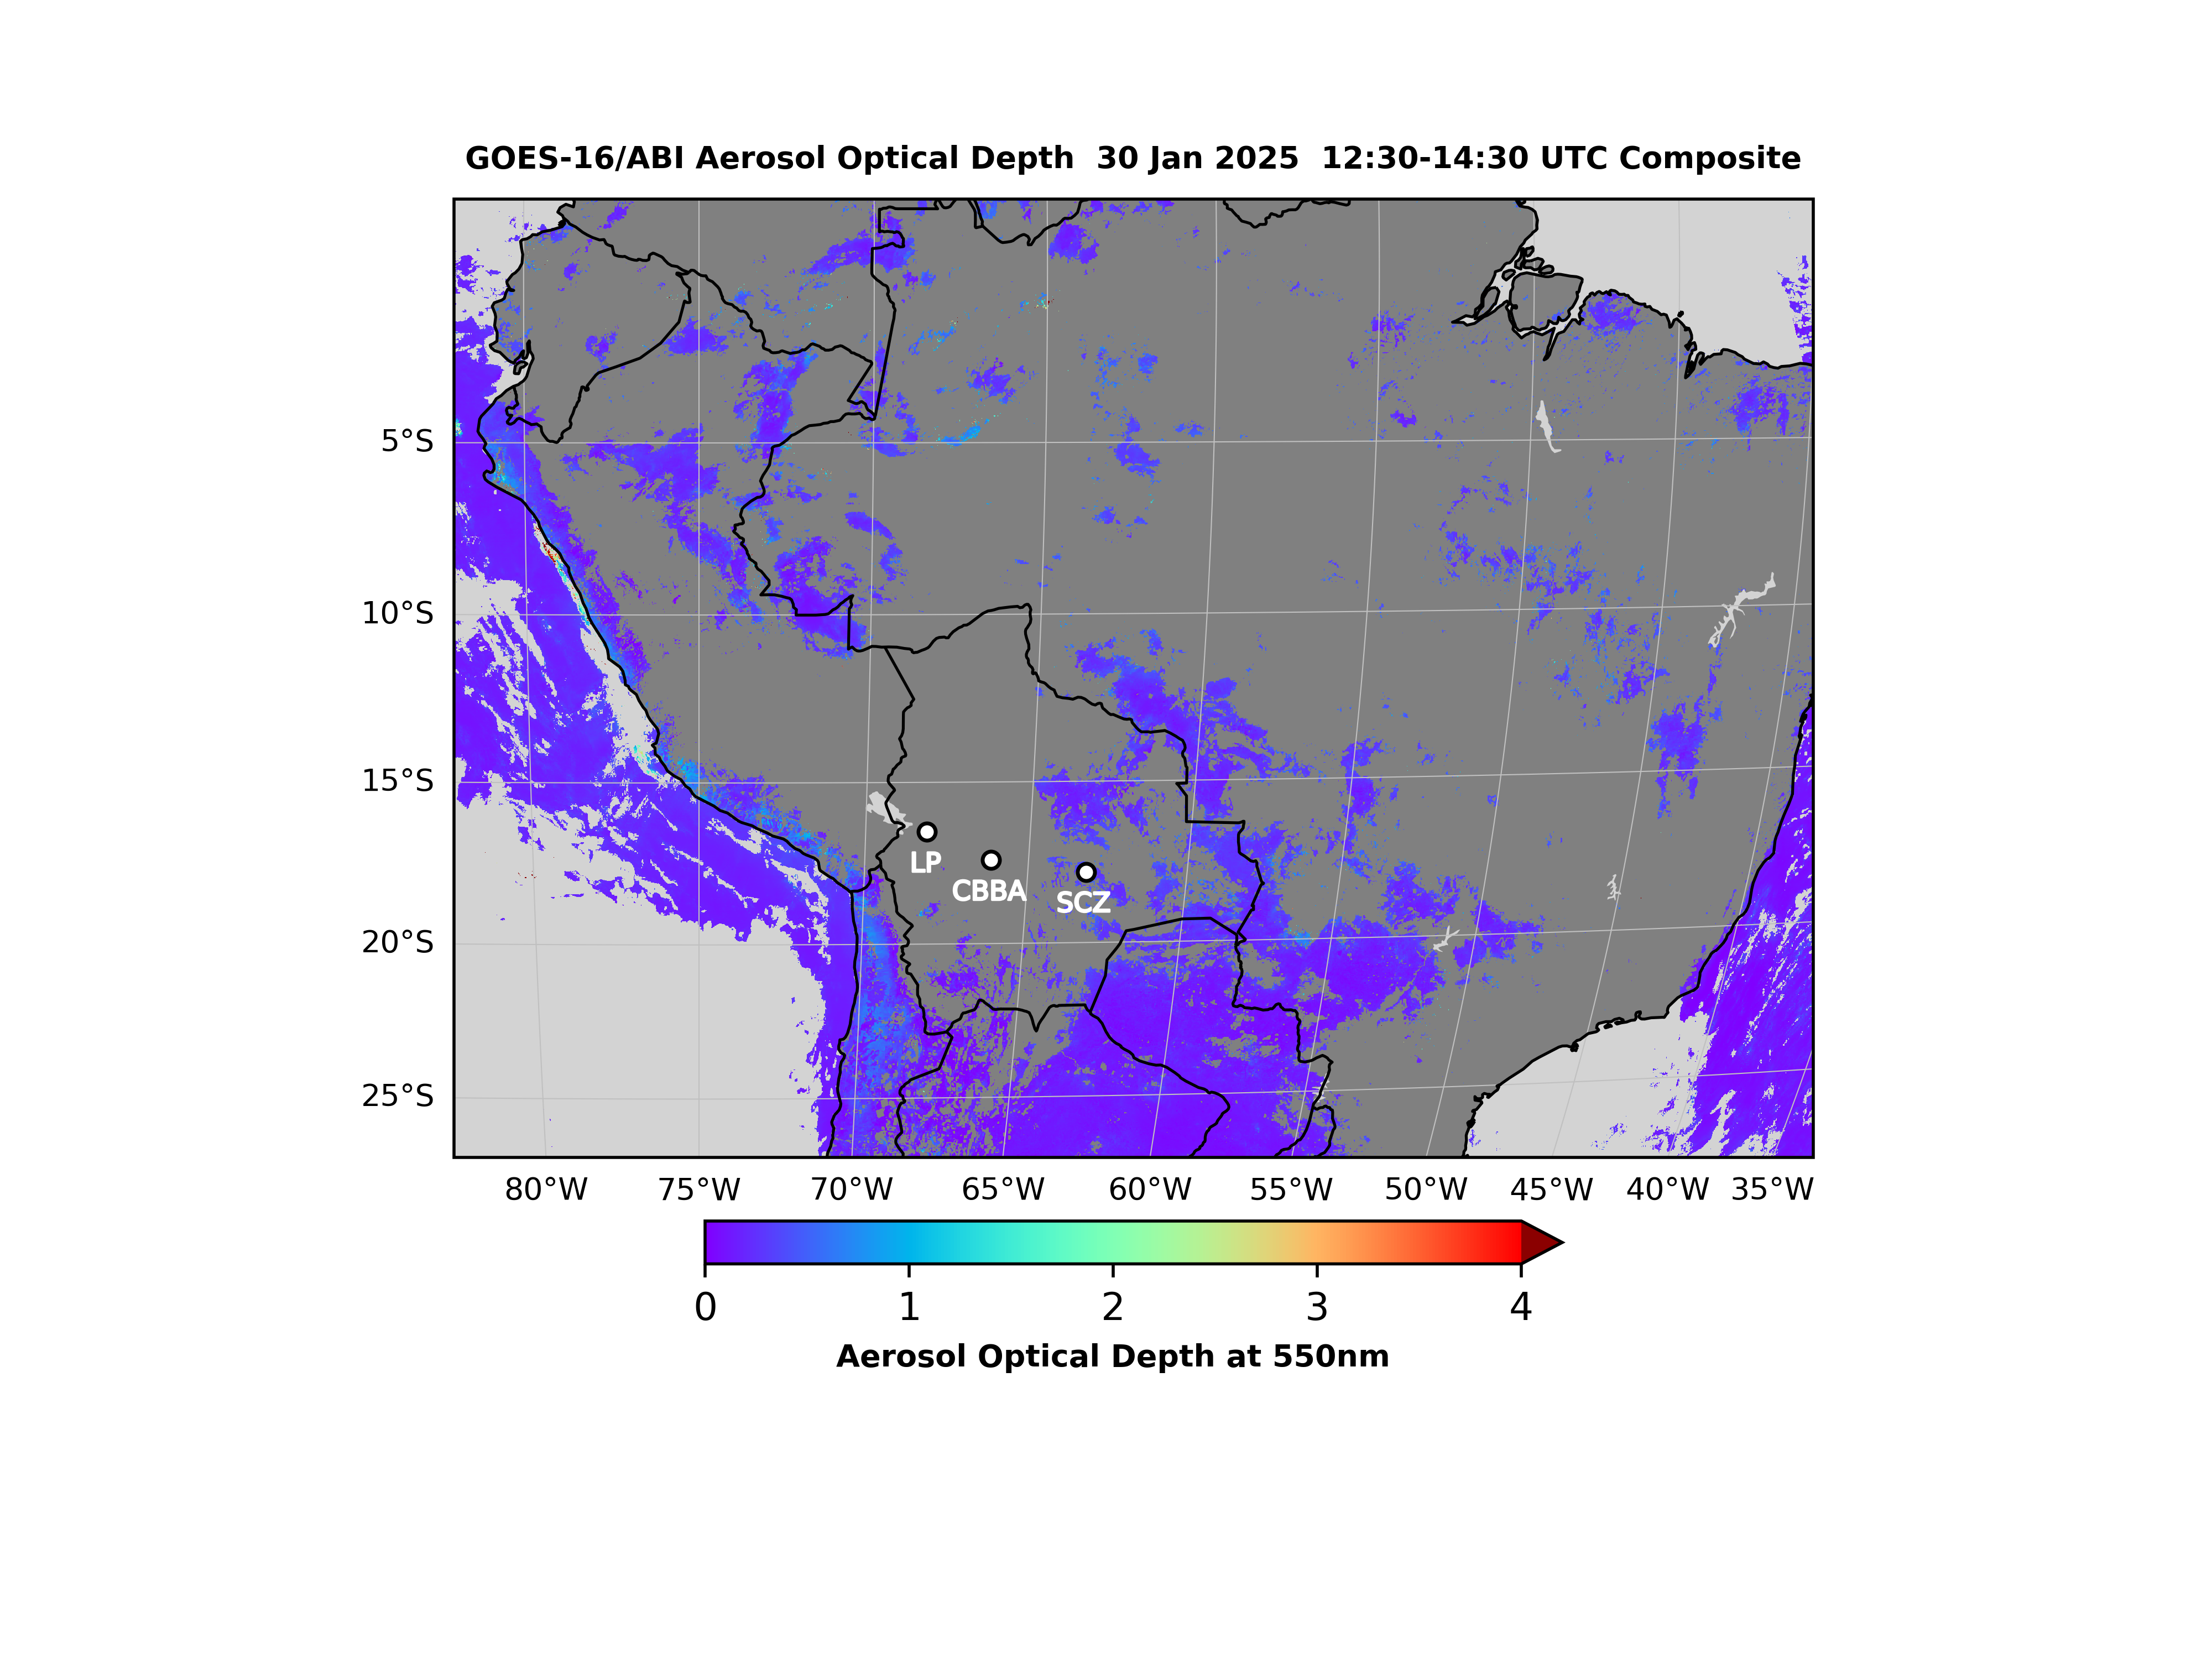 GOES-16/ABI Aerosol Optical Depth  30 Jan 2025  12:30-14:30 UTC Composite
5°S
10°S
15°S
LP
CBBA
SCZ
20°S
25°S
80°W 75°W 70°W 65°W 60°W 55°W 50°W 45°W 40°W 35°W
0 1 2 3 4
Aerosol Optical Depth at 550nm